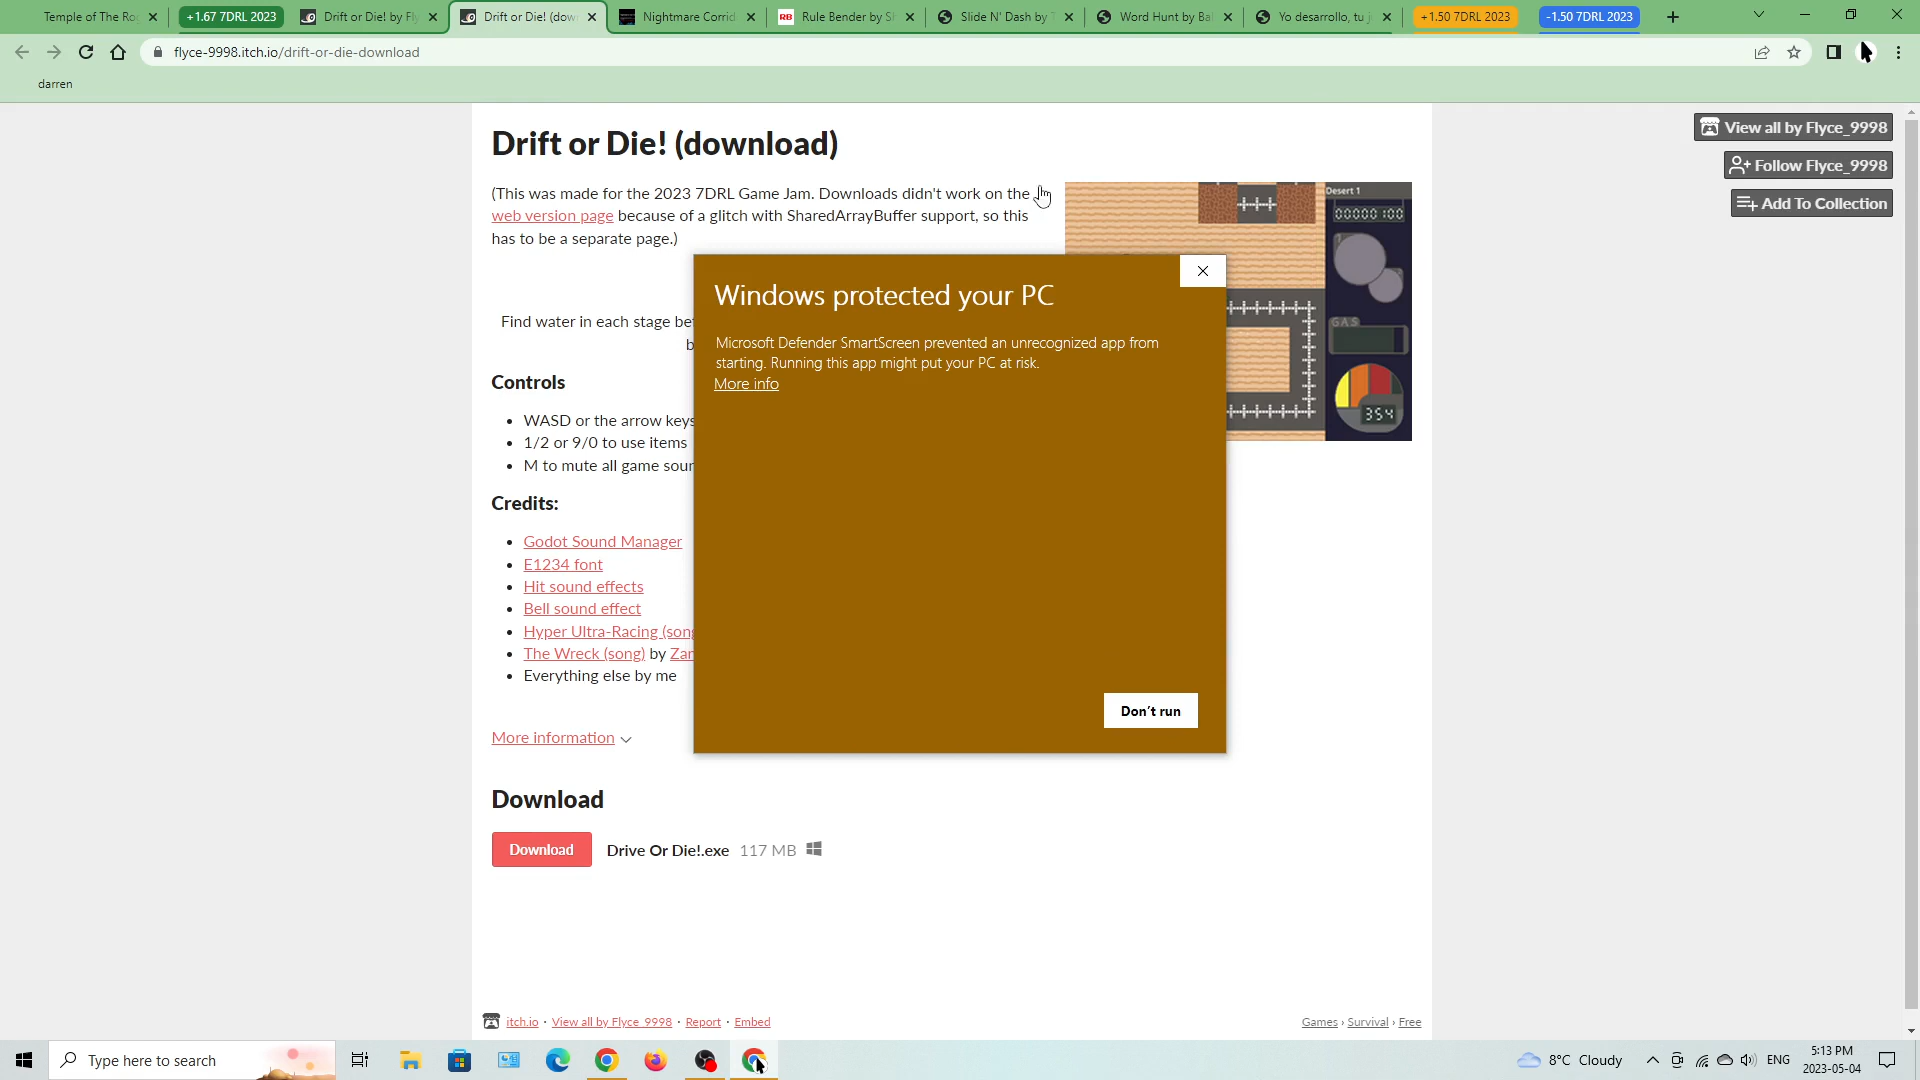 Temple of The Ro
+1.67 7DRL 2023
Drift or Die! by Fly
Drift or Die! (dow
Nightmare Corrid
RB
Rule Bender by S
Slide N' Dash by T
Word Hunt by Ba
Yo desarrollo, tu j
+1.50 7DRL 2023
-1.50 7DRL 2023
flyce-9998.itch.io/drift-or-die-download
darren
View all by Flyce_9998
Follow Flyce_9998
Add To Collection
Drift or Die! (download)
(This was made for the 2023 7DRL Game Jam. Downloads didn't work on the
web version page because of a glitch with SharedArrayBuffer support, so this
has to be a separate page.)
Desert 1
00000100
GAS
354
Find water in each stage be
b
Controls
• WASD or the arrow keys
• 1/2 or 9/0 to use items
• M to mute all game soun
Credits:
• Godot Sound Manager
• E1234 font
• Hit sound effects
• Bell sound effect
• Hyper Ultra-Racing (song
• The Wreck (song) by Zan
• Everything else by me
Windows protected your PC
Microsoft Defender SmartScreen prevented an unrecognized app from
starting. Running this app might put your PC at risk.
More info
Don't run
More information
Download
Download Drive Or Die!.exe 117 MB
itch.io · View all by Flyce_9998 · Report · Embed
Games › Survival › Free
Type here to search
8°C Cloudy
ENG
5:13 PM
2023-05-04